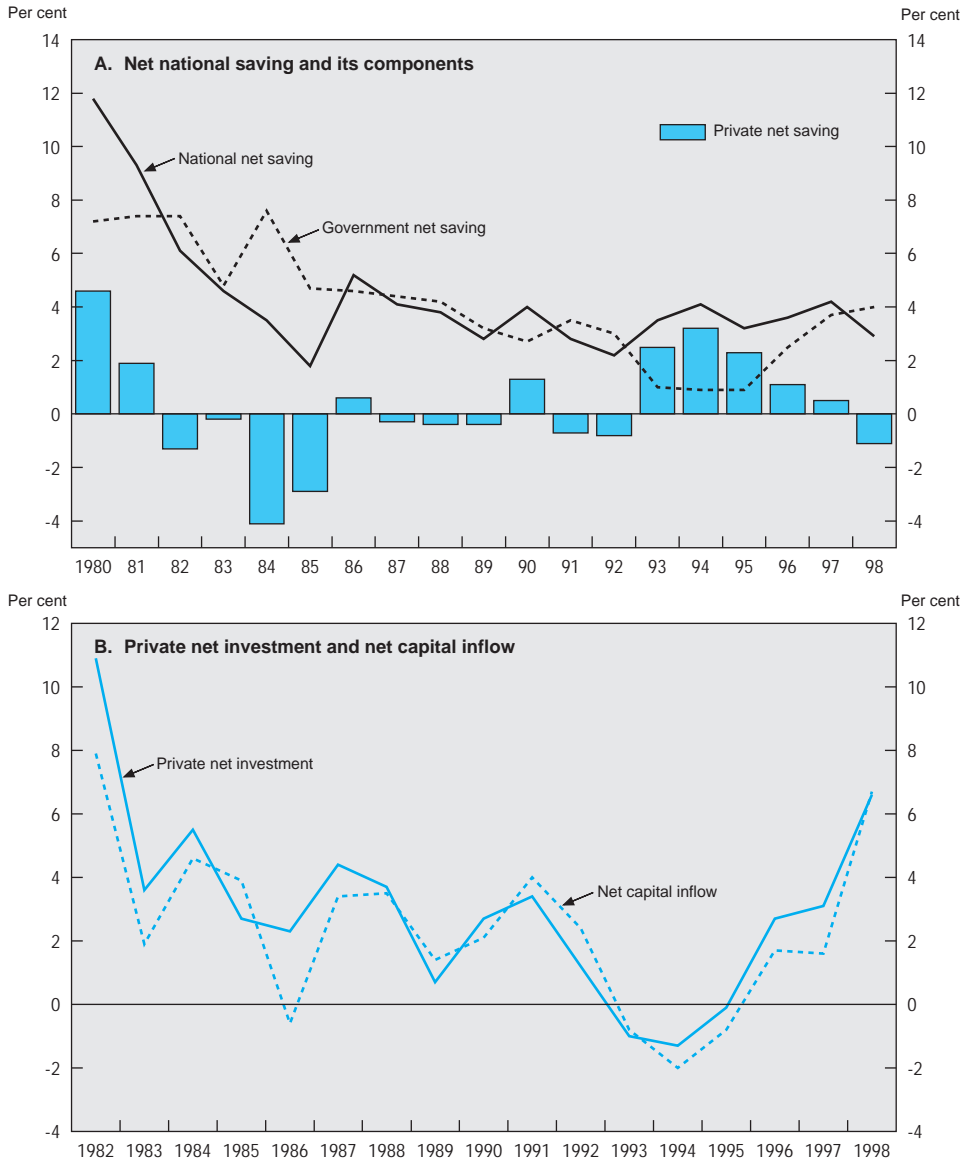 Per cent Per cent
14 14
A. Net national saving and its components
12 12
Private net saving
10 10
National net saving
8 8
Government net saving
6 6
4 4
2 2
0 0
-2 -2
-4 -4
1980 81 82 83 84 85 86 87 88 89 90 91 92 93 94 95 96 97 98
Per cent Per cent
12 12
B. Private net investment and net capital inflow
10 10
8 8
Private net investment
6 6
4 4
Net capital inflow
2 2
0 0
-2 -2
-4 -4
1982 1983 1984 1985 1986 1987 1988 1989 1990 1991 1992 1993 1994 1995 1996 1997 1998